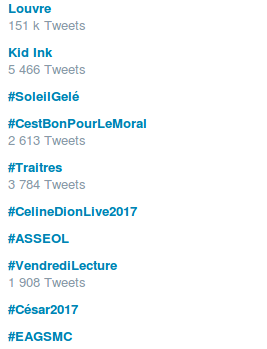 Louvre
151 k Tweets
Kid Ink
5 466 Tweets
#SoleilGelé
#CestBonPourLeMoral
2 613 Tweets
#Traitres
3 784 Tweets
#CelineDionLive2017
#ASSEOL
#VendrediLecture
1 908 Tweets
#César2017
#EAGSMC